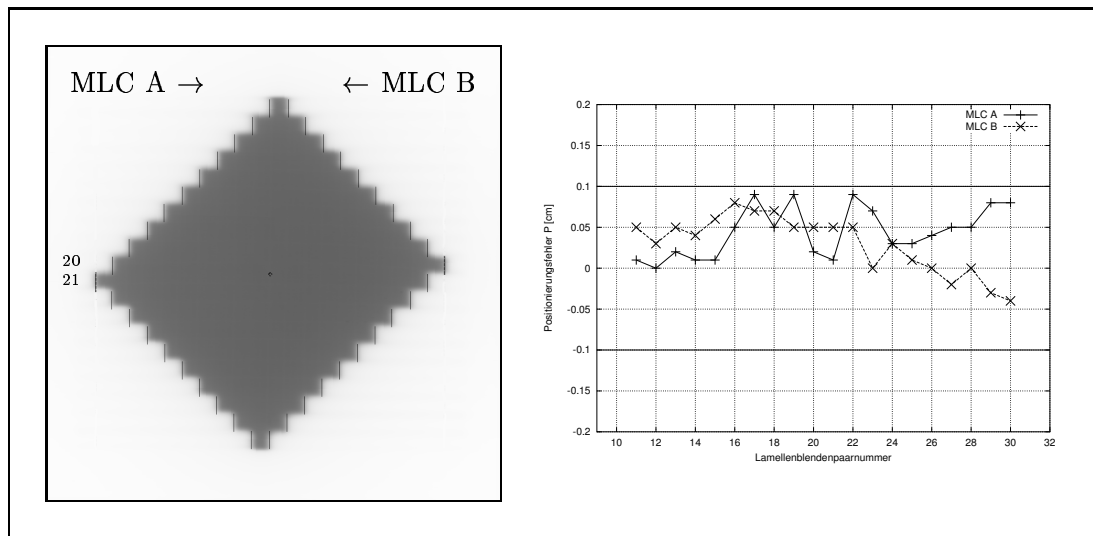 MLC A → ← MLC B
20
21
MLC A
MLC B
0.2
0.15
0.1
0.05
0
-0.05
-0.1
-0.15
-0.2
Positionierungsfehler P [cm]
10 12 14 16 18 20 22 24 26 28 30 32
Lamellenblendenpaarnummer